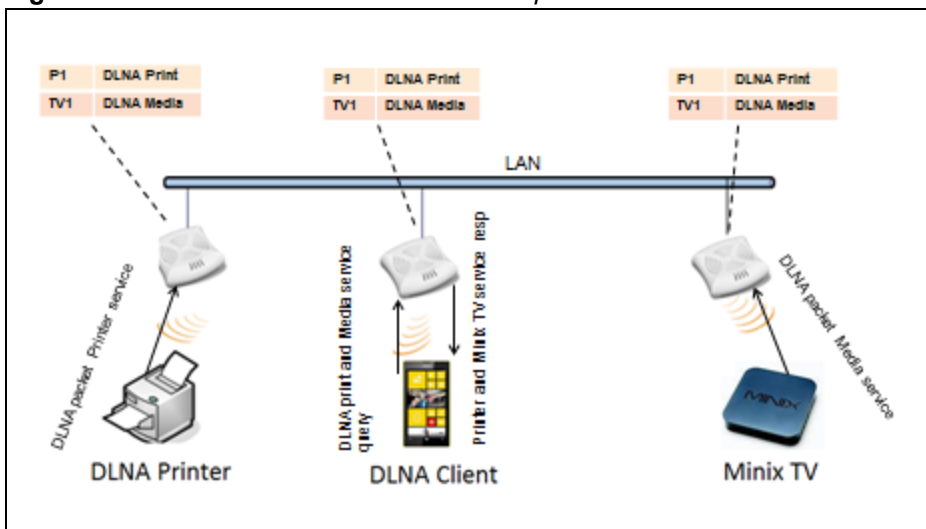 P1 DLNA Print
TV1 DLNA Media
P1 DLNA Print
TV1 DLNA Media
P1 DLNA Print
TV1 DLNA Media
LAN
DLNA packet Printer service
DLNA print and Media service
query
Printer and Minix TV service resp
DLNA packet Media service
MINIX
DLNA Printer
DLNA Client
Minix TV